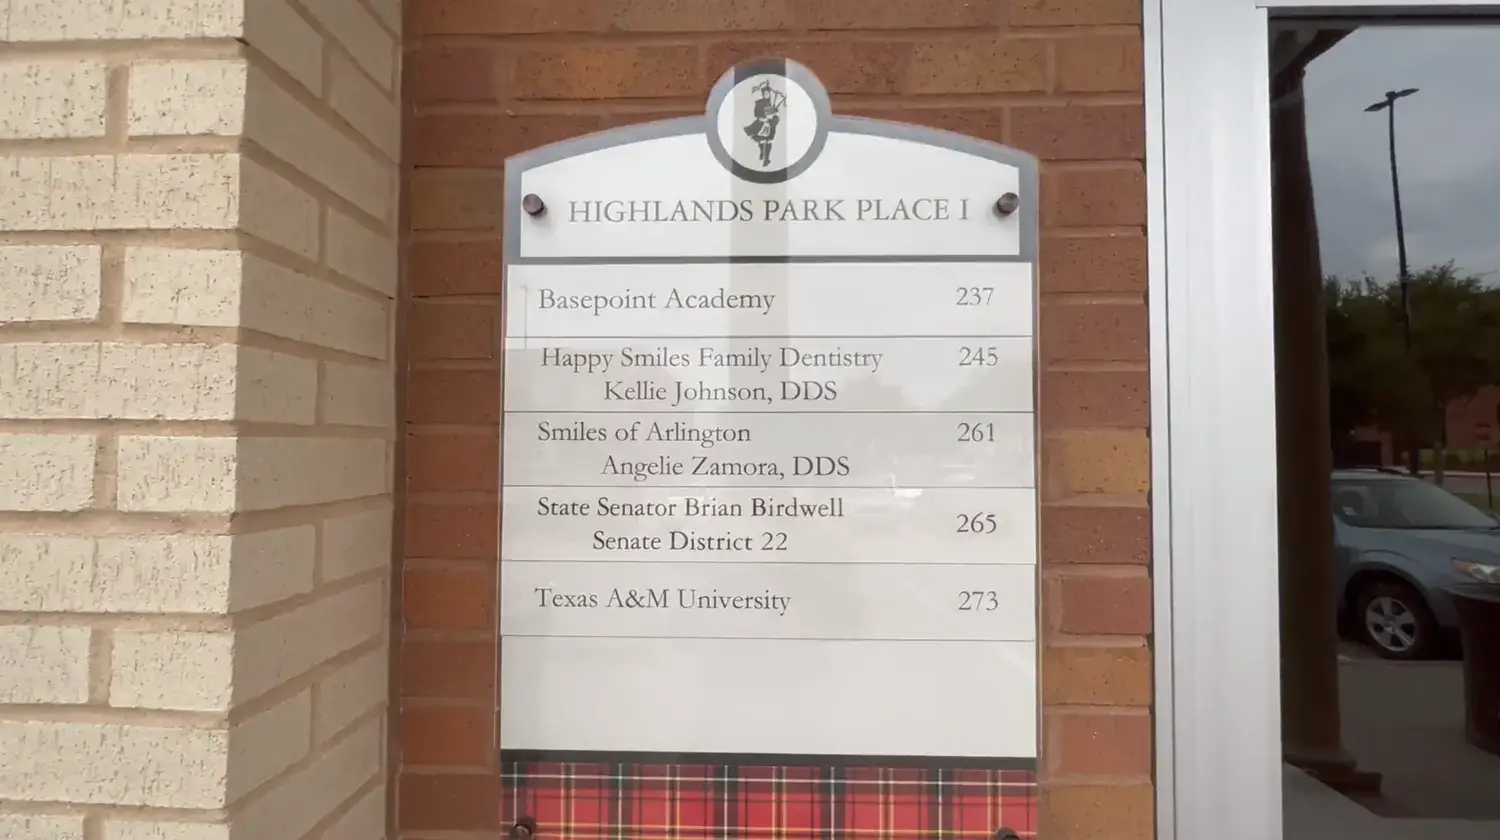 HIGHLANDS PARK PLACE I
Basepoint Academy 237
Happy Smiles Family Dentistry 245
Kellie Johnson, DDS
Smiles of Arlington 261
Angelie Zamora, DDS
State Senator Brian Birdwell
Senate District 22 265
Texas A&M University 273